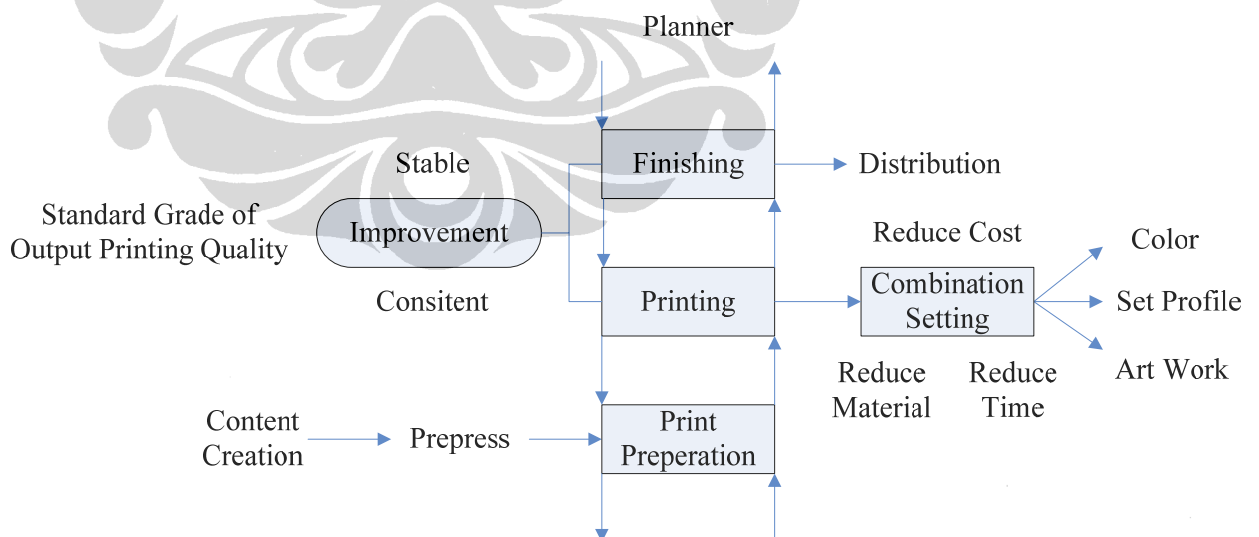 Planner
Stable
Finishing
Distribution
Standard Grade of
Output Printing Quality
Improvement
Reduce Cost
Color
Consitent
Printing
Combination
Setting
Set Profile
Reduce
Material
Reduce
Time
Art Work
Content
Creation
Prepress
Print
Preperation